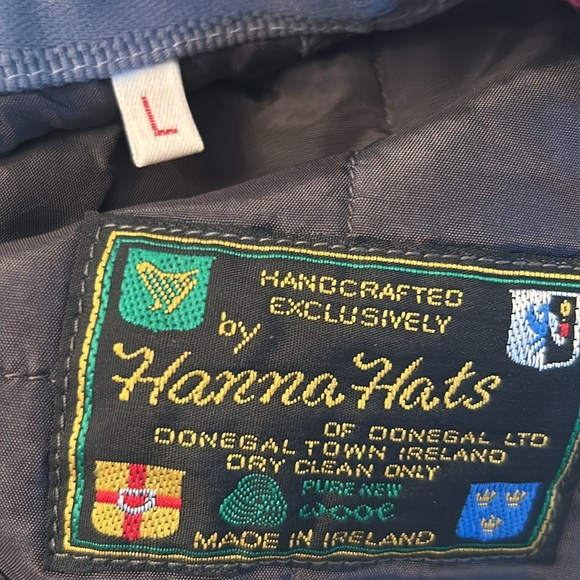 L
HANDCRAFTED
EXCLUSIVELY
by
Hanna Hats
OF DONEGAL LTD
DONEGAL TOWN IRELAND
DRY CLEAN ONLY
PURE NEW
MADE IN IRELAND